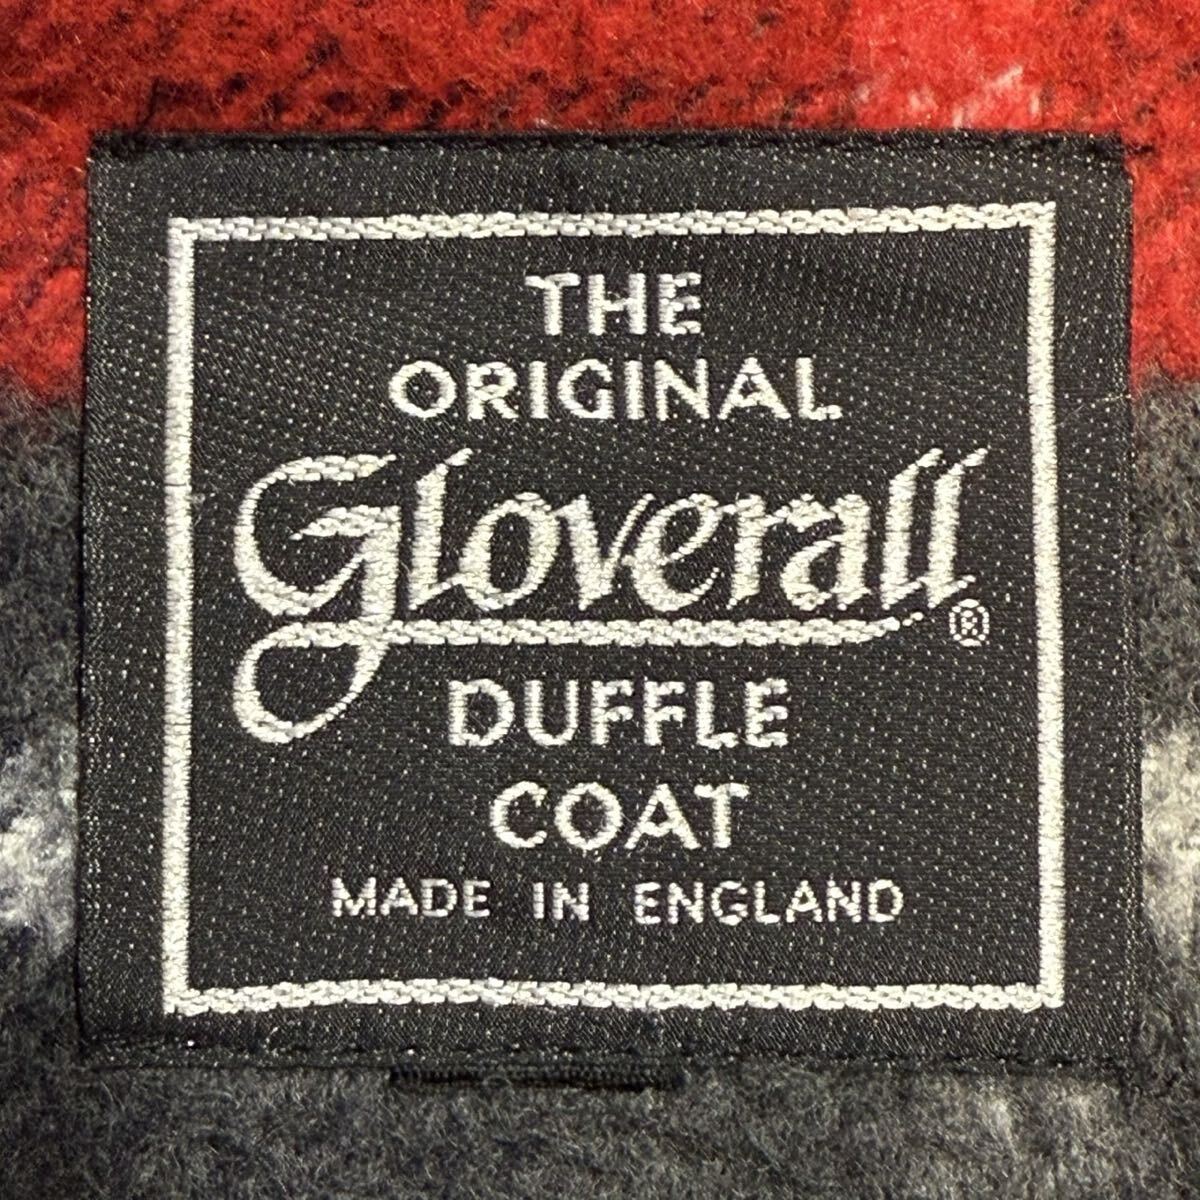 THE
ORIGINAL
Gloverall®
DUFFLE
COAT
MADE IN ENGLAND